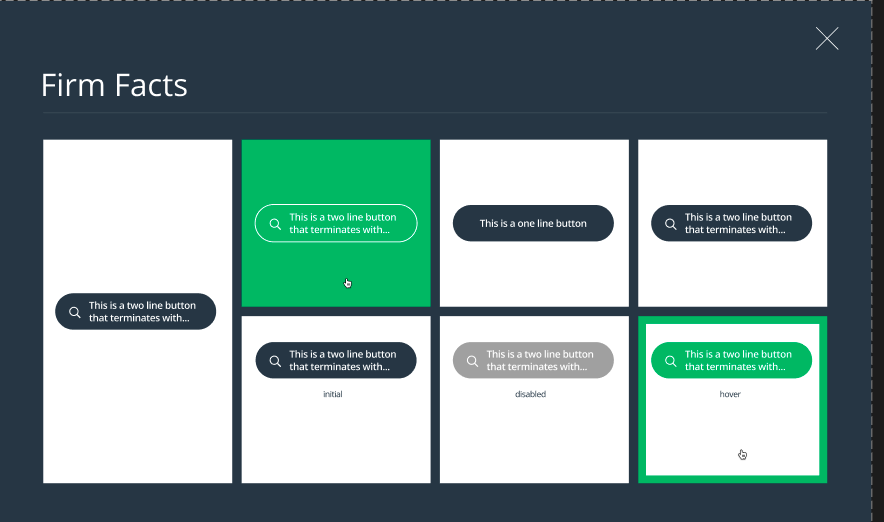 Firm Facts
This is a two line button
that terminates with...
This is a two line button
that terminates with...
This is a one line button
This is a two line button
that terminates with...
This is a two line button
that terminates with...
initial
This is a two line button
that terminates with...
disabled
This is a two line button
that terminates with...
hover